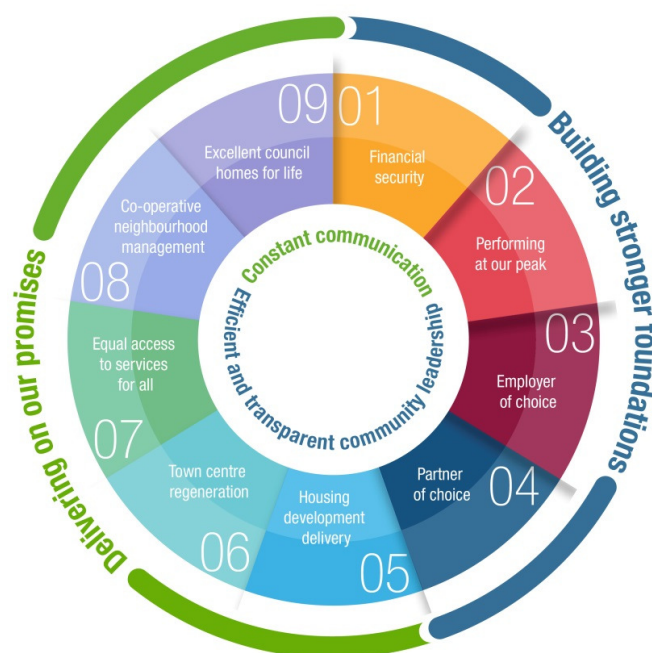 01
Financial
security
02
Performing
at our peak
03
Employer
of choice
04
Partner
of choice
05
Housing
development
delivery
06
Town centre
regeneration
07
Equal access
to services
for all
08
Co-operative
neighbourhood
management
09
Excellent council
homes for life
Building stronger foundations
Delivering on our promises
Constant communication
Efficient and transparent community leadership